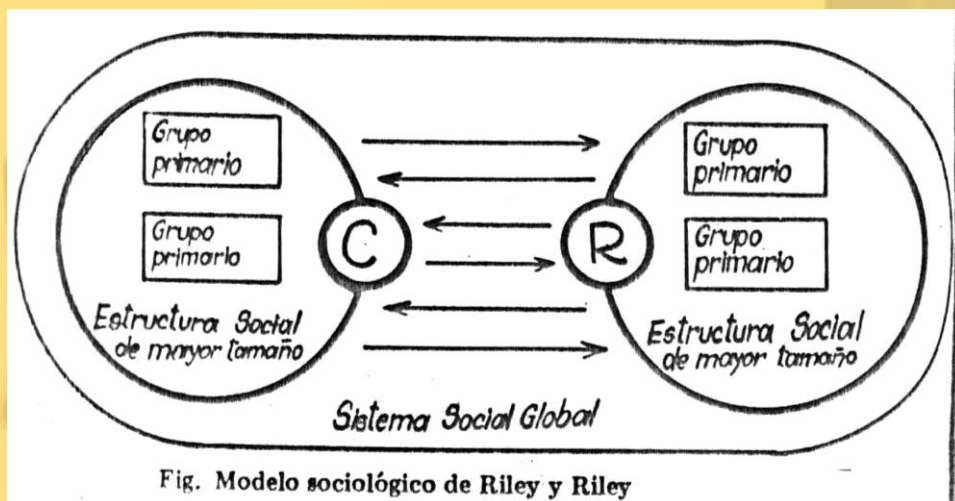 Grupo
primario
Grupo
primario
C
Estructura Social
de mayor tamaño
R
Grupo
primario
Grupo
primario
Estructura Social
de mayor tamaño
Sistema Social Global
Fig. Modelo sociológico de Riley y Riley